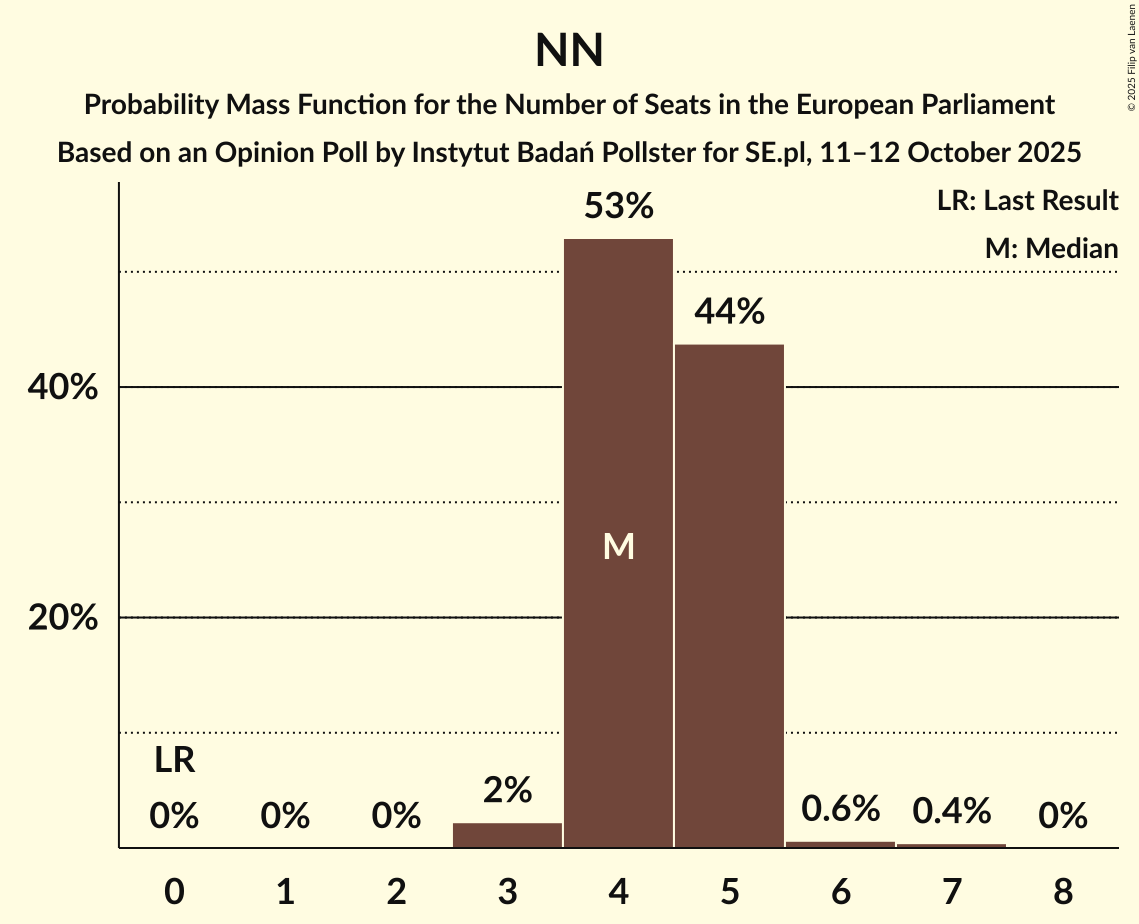 NN
Probability Mass Function for the Number of Seats in the European Parliament
Based on an Opinion Poll by Instytut Badań Pollster for SE.pl, 11–12 October 2025
© 2025 Filip van Laenen
LR: Last Result
M: Median
53%
44%
40%
M
20%
LR
0%
0%
0%
2%
0.6%
0.4%
0%
0
1
2
3
4
5
6
7
8